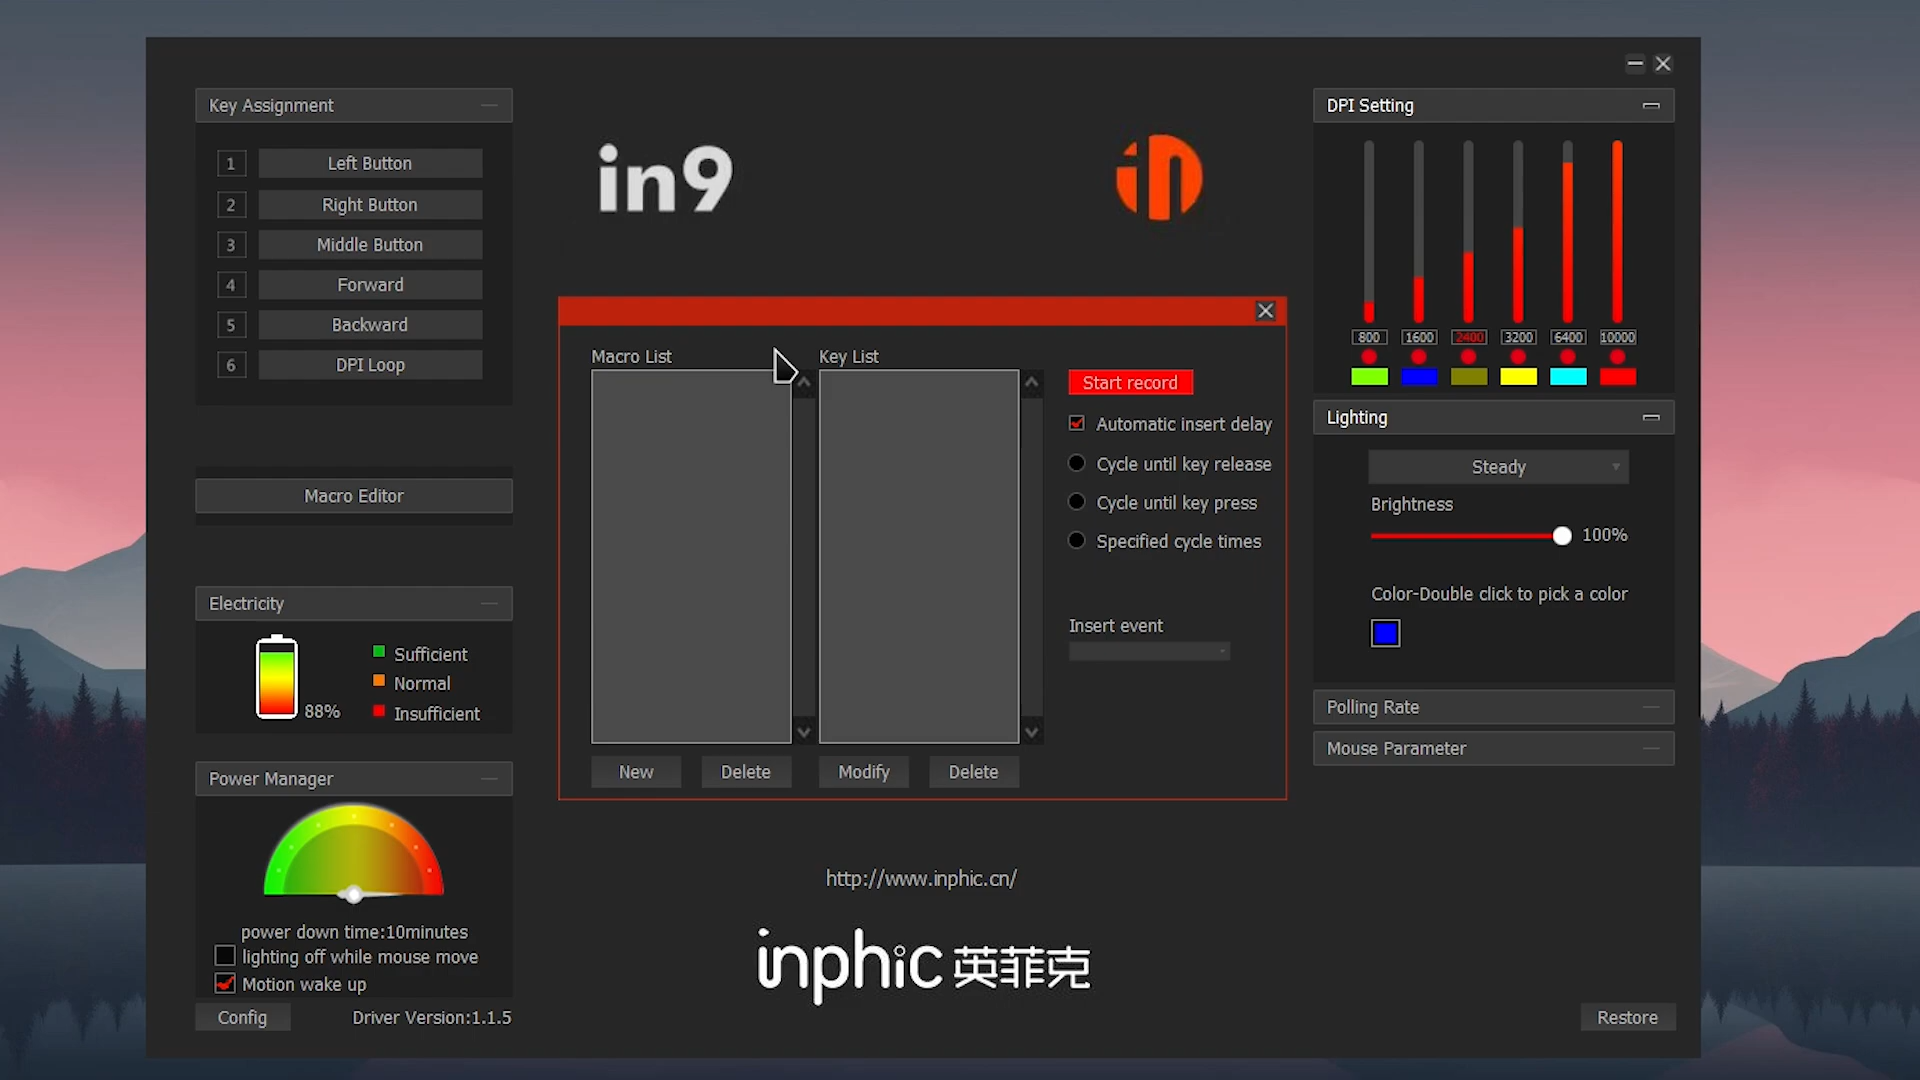 Key Assignment
1 Left Button
2 Right Button
3 Middle Button
4 Forward
5 Backward
6 DPI Loop
Macro Editor
Electricity
Sufficient
Normal
Insufficient
88%
Power Manager
power down time:10minutes
lighting off while mouse move
Motion wake up
Config
Driver Version:1.1.5
in9
in
Macro List
Key List
Start record
Automatic insert delay
Cycle until key release
Cycle until key press
Specified cycle times
Insert event
New
Delete
Modify
Delete
http://www.inphic.cn/
inphic 英菲克
DPI Setting
800 1600 2400 3200 6400 10000
Lighting
Steady
Brightness
100%
Color-Double click to pick a color
Polling Rate
Mouse Parameter
Restore